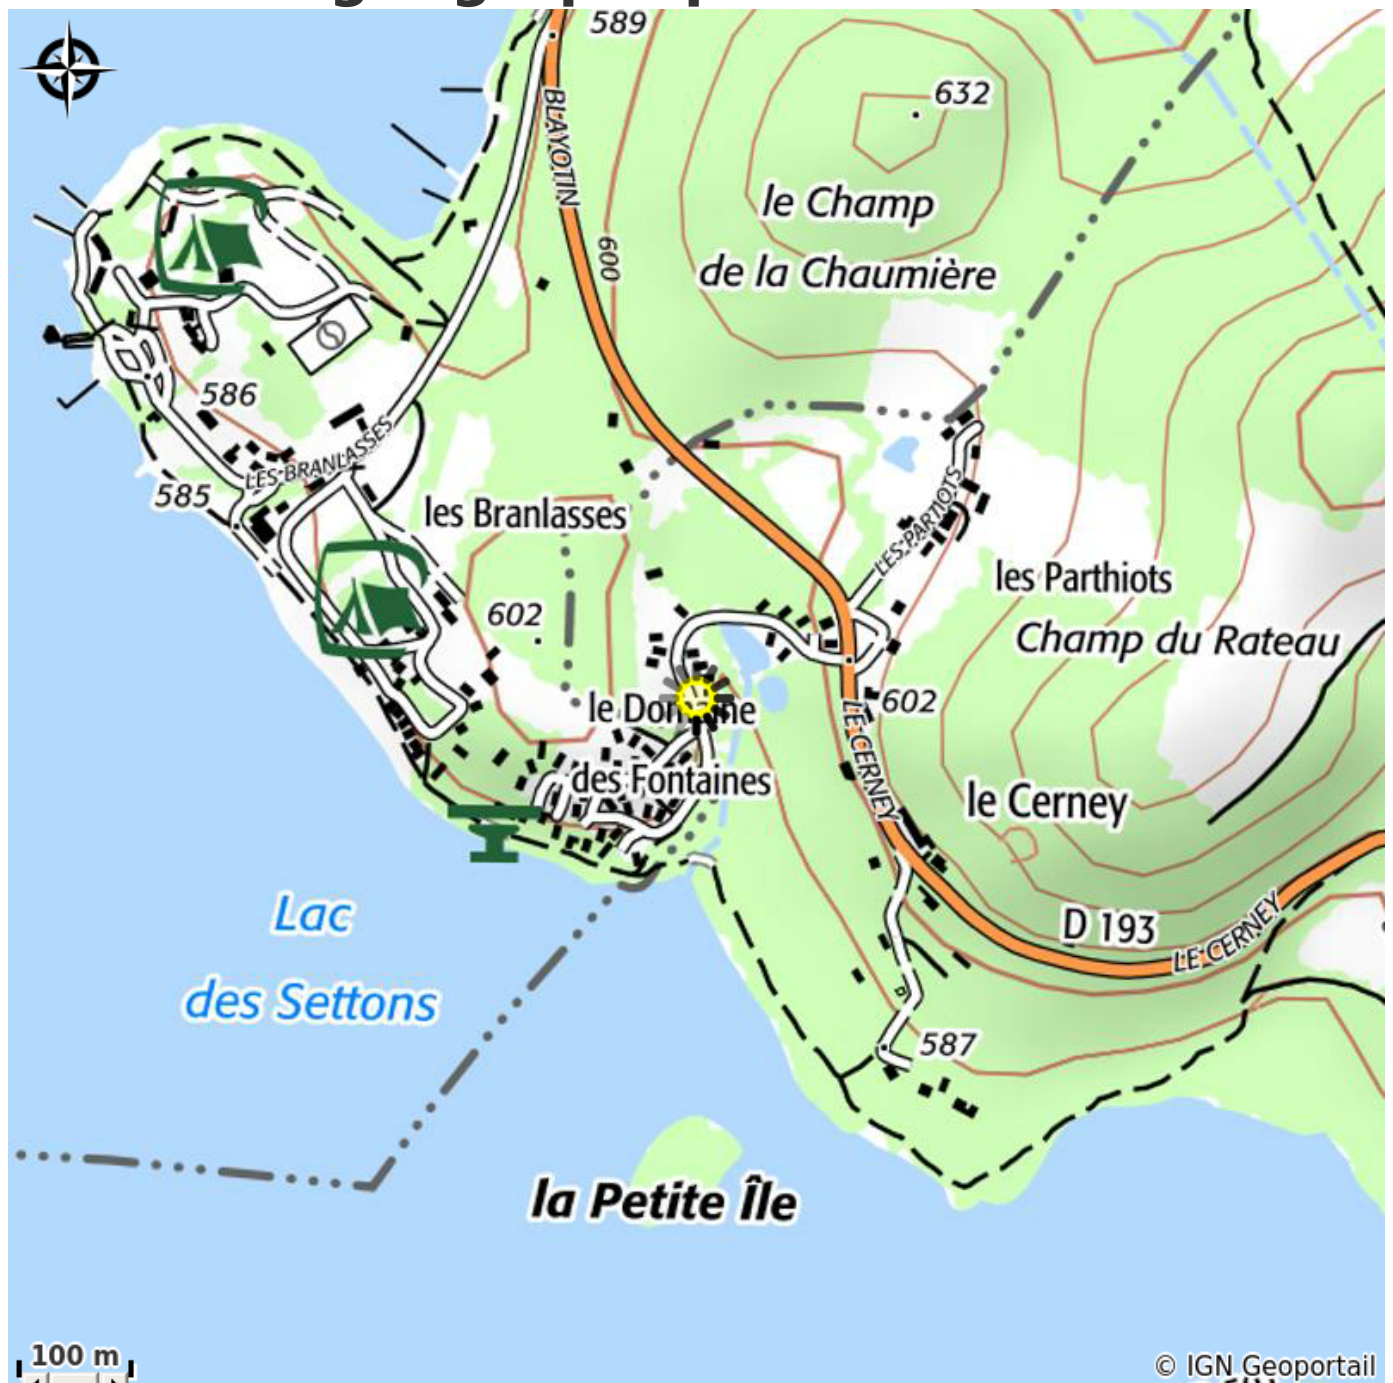 589
632
BLAYOTIN
le Champ
600
de la Chaumière
586
LES BRANLASSES
585
les Branlasses
LES PARTIOTS
les Parthiots
602
Champ du Rateau
602
le Domaine
LE CERNEY
des Fontaines
le Cerney
Lac
D 193
LE CERNEY
des Settons
587
la Petite Île
100 m
© IGN Geoportail